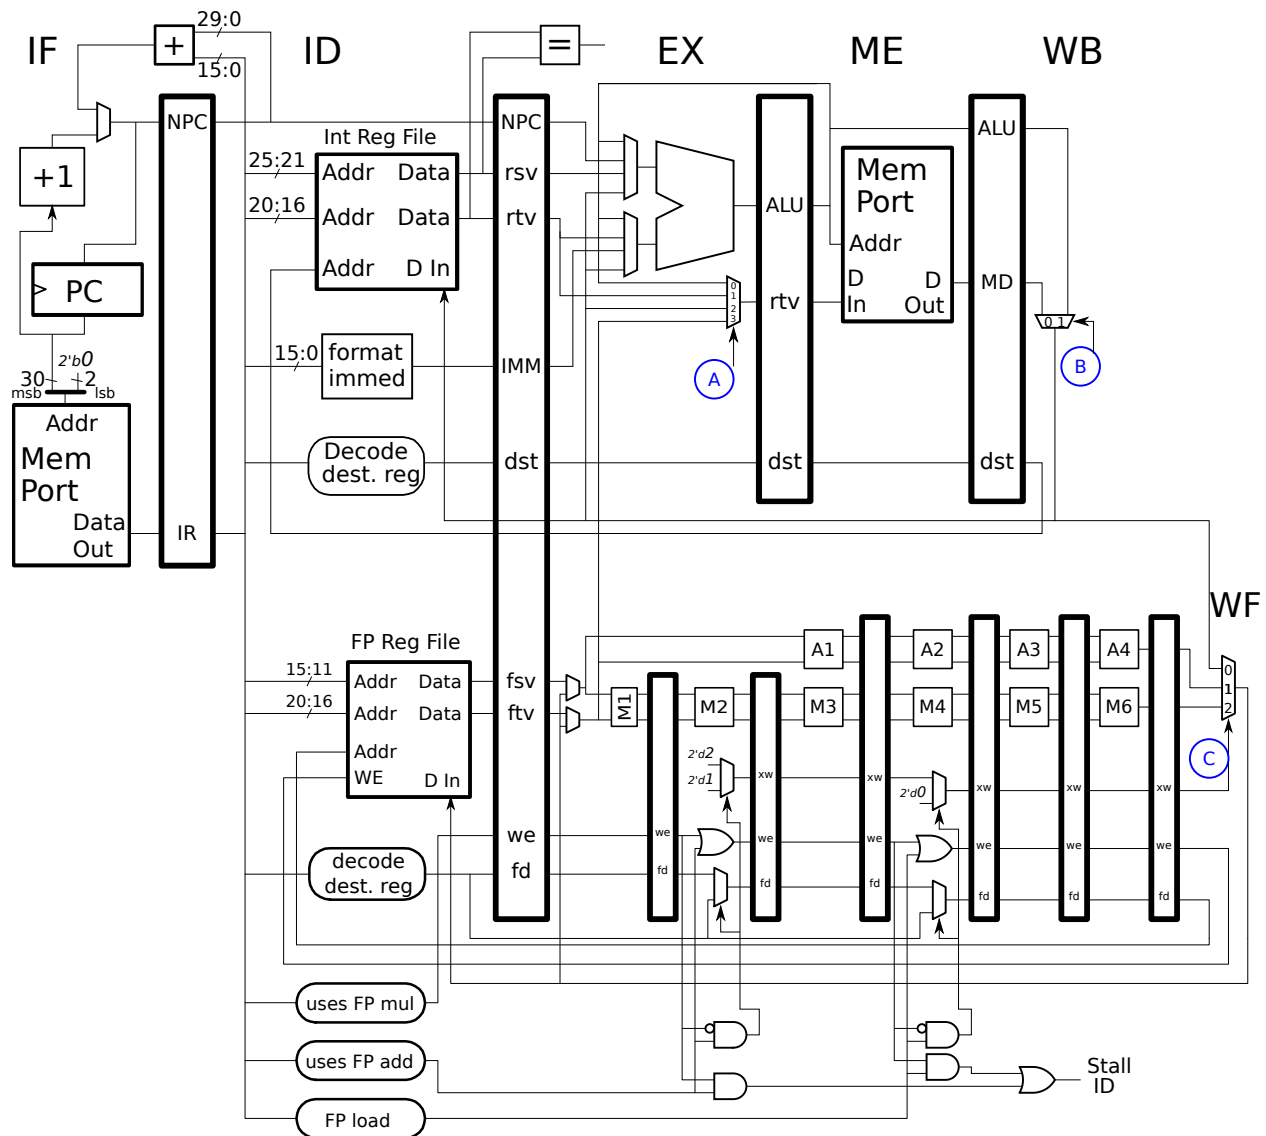 IF
ID
EX
ME
WB
29:0
15:0
+
=
NPC
+1
PC
30
2'b0
2
msb
lsb
Addr
Mem
Port
Data
Out
IR
Int Reg File
25:21
Addr
Data
20:16
Addr
Data
Addr
D In
15:0
format
immed
Decode
dest. reg
NPC
rsv
rtv
IMM
dst
0
1
2
3
A
ALU
rtv
dst
Mem
Port
Addr
D
In
D
Out
ALU
MD
dst
0 1
B
WF
FP Reg File
15:11
Addr
Data
20:16
Addr
Data
Addr
WE
D In
fsv
ftv
we
fd
decode
dest. reg
A1
A2
A3
A4
M1
M2
M3
M4
M5
M6
0
1
2
C
2'd2
2'd1
xw
2'd0
xw
xw
xw
we
we
we
we
we
we
fd
fd
fd
fd
fd
fd
uses FP mul
uses FP add
FP load
Stall
ID